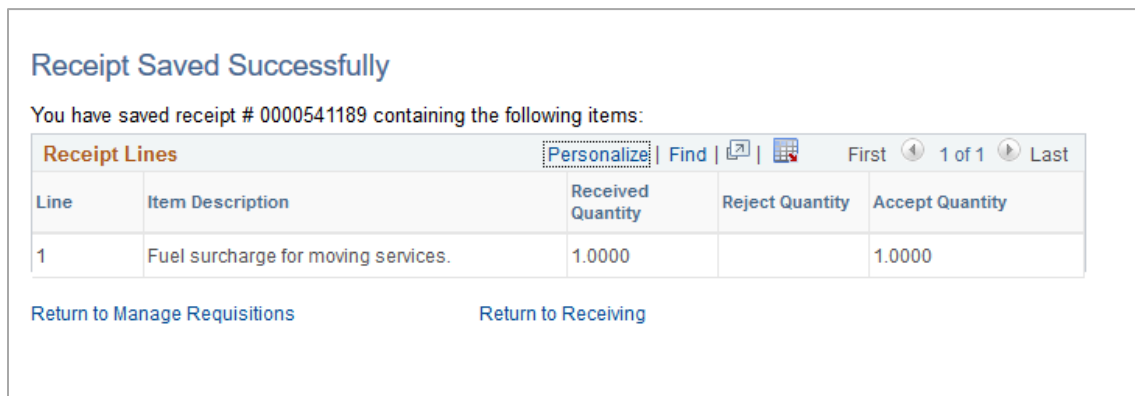 Receipt Saved Successfully
You have saved receipt # 0000541189 containing the following items:
Receipt Lines Personalize | Find | | First 1 of 1 Last
Line Item Description Received Quantity Reject Quantity Accept Quantity
1 Fuel surcharge for moving services. 1.0000 1.0000
Return to Manage Requisitions Return to Receiving